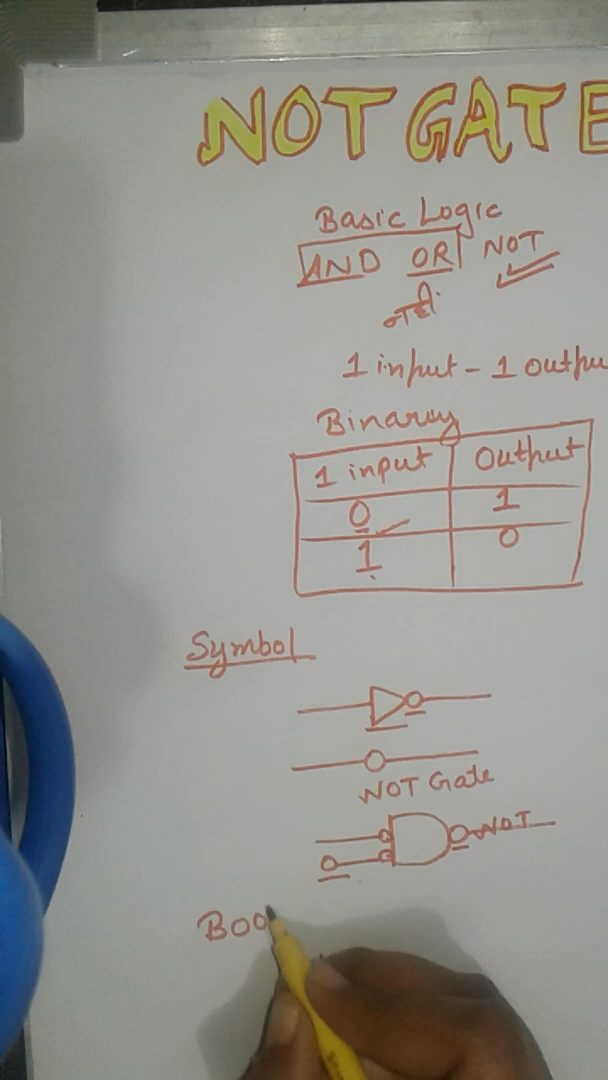 NOT GATE
Basic Logic
AND OR NOT
नहीं
1 input - 1 outpu
Binary
1 input Output
0 1
1 0
Symbol
NOT Gate
NOT
Boo